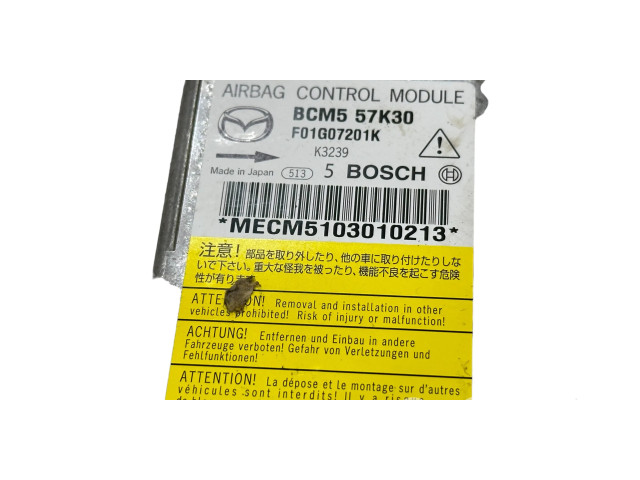 AIRBAG CONTROL MODULE
BCM5 57K30
F01G07201K
K3239
Made in Japan 513 5 BOSCH
*MECM5103010213*
注意! 部品を取り外したり、他の車に取り付けたりしな
いで下さい。重大な怪我を被ったり、機能不良を起こす危険
性が有ります
ATTENTION! Removal and installation in other
vehicles prohibited! Risk of injury or malfunction!
ACHTUNG! Entfernen und Einbau in andere
Fahrzeuge verboten! Gefahr von Verletzungen und
Fehlfunktionen!
ATTENTION! La dépose et le montage sur d'autres
véhicules sont interdits! Il y a